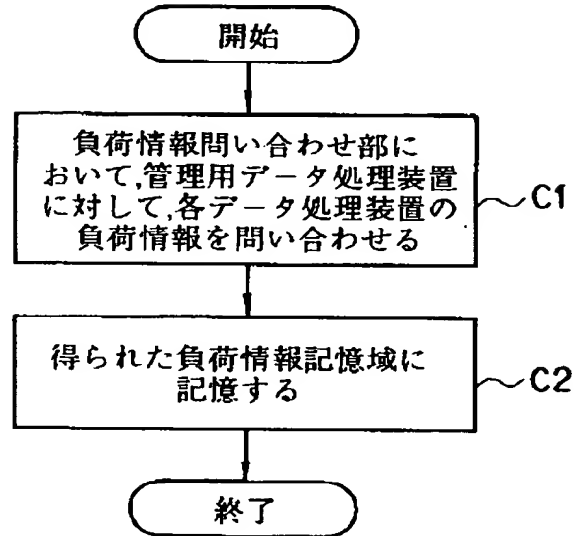 開始
負荷情報問い合わせ部に
おいて,管理用データ処理装置
に対して,各データ処理装置の
負荷情報を問い合わせる
C1
得られた負荷情報記憶域に
記憶する
C2
終了